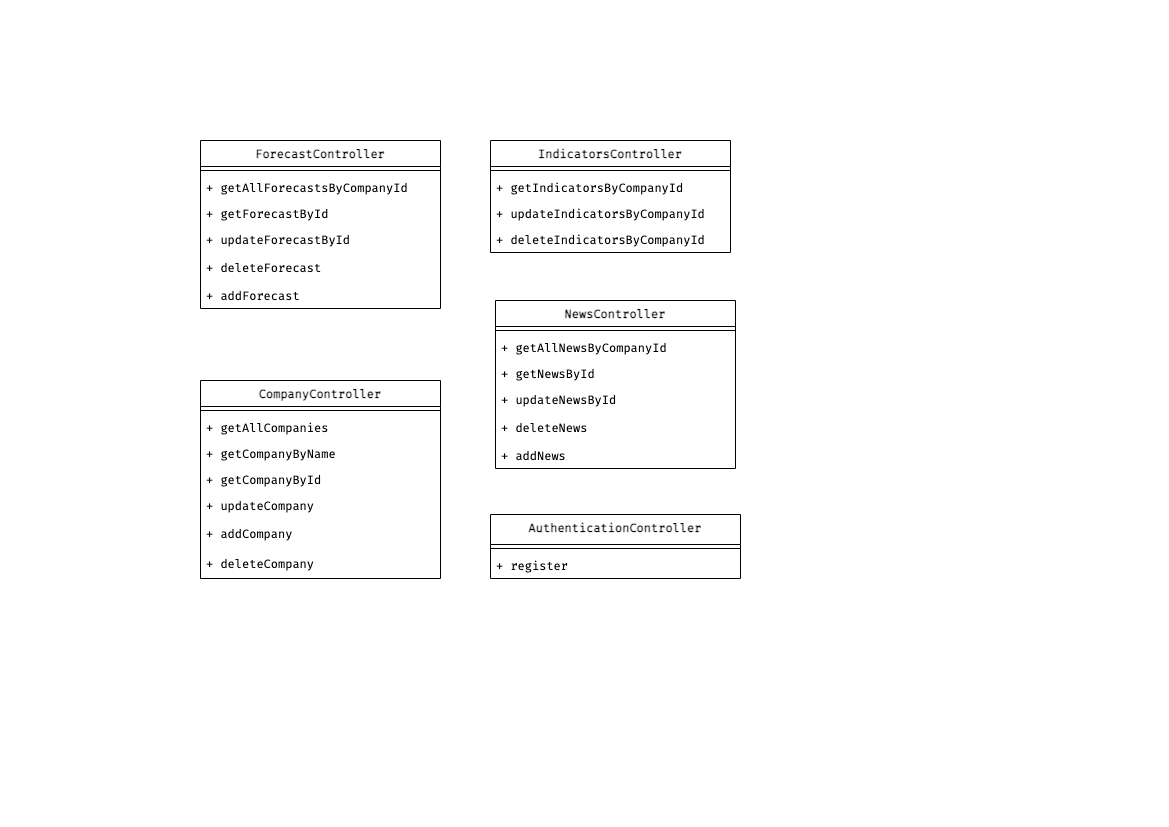 ForecastController
+ getAllForecastsByCompanyId
+ getForecastById
+ updateForecastById
+ deleteForecast
+ addForecast
IndicatorsController
+ getIndicatorsByCompanyId
+ updateIndicatorsByCompanyId
+ deleteIndicatorsByCompanyId
NewsController
+ getAllNewsByCompanyId
+ getNewsById
+ updateNewsById
+ deleteNews
+ addNews
CompanyController
+ getAllCompanies
+ getCompanyByName
+ getCompanyById
+ updateCompany
+ addCompany
+ deleteCompany
AuthenticationController
+ register